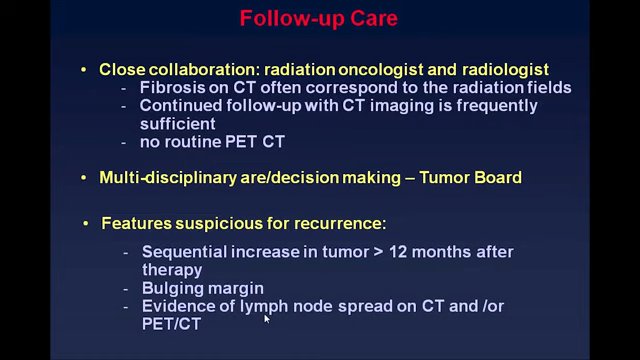 Follow-up Care
• Close collaboration: radiation oncologist and radiologist
- Fibrosis on CT often correspond to the radiation fields
- Continued follow-up with CT imaging is frequently
sufficient
- no routine PET CT
• Multi-disciplinary are/decision making – Tumor Board
• Features suspicious for recurrence:
- Sequential increase in tumor > 12 months after
therapy
- Bulging margin
- Evidence of lymph node spread on CT and /or
PET/CT